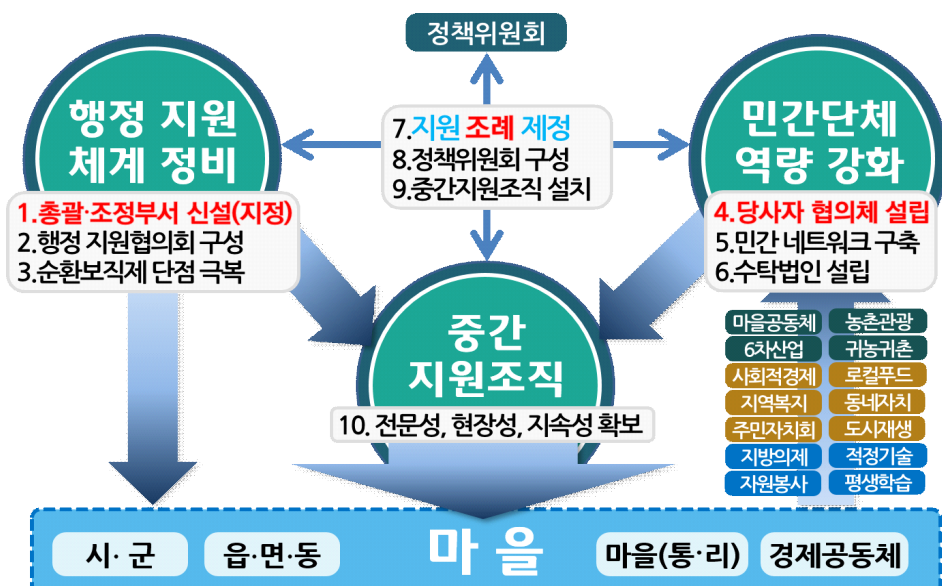 정책위원회
행정 지원
체계 정비
1.총괄·조정부서 신설(지정)
2.행정 지원협의회 구성
3.순환보직제 단점 극복
7.지원 조례 제정
8.정책위원회 구성
9.중간지원조직 설치
민간단체
역량 강화
4.당사자 협의체 설립
5.민간 네트워크 구축
6.수탁법인 설립
중간
지원조직
10. 전문성, 현장성, 지속성 확보
마을공동체 농촌관광
6차산업 귀농귀촌
사회적경제 로컬푸드
지역복지 동네자치
주민자치회 도시재생
지방의제 적정기술
자원봉사 평생학습
시·군 읍·면·동 마을 마을(통·리) 경제공동체